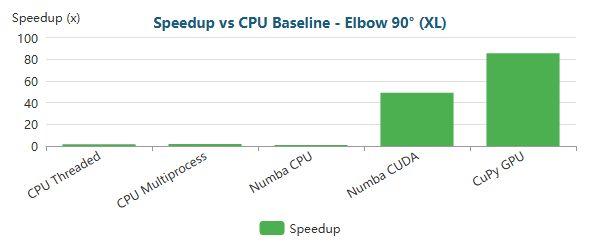 Speedup (x)
Speedup vs CPU Baseline - Elbow 90° (XL)
100
80
60
40
20
0
CPU Threaded
CPU Multiprocess
Numba CPU
Numba CUDA
CuPy GPU
Speedup